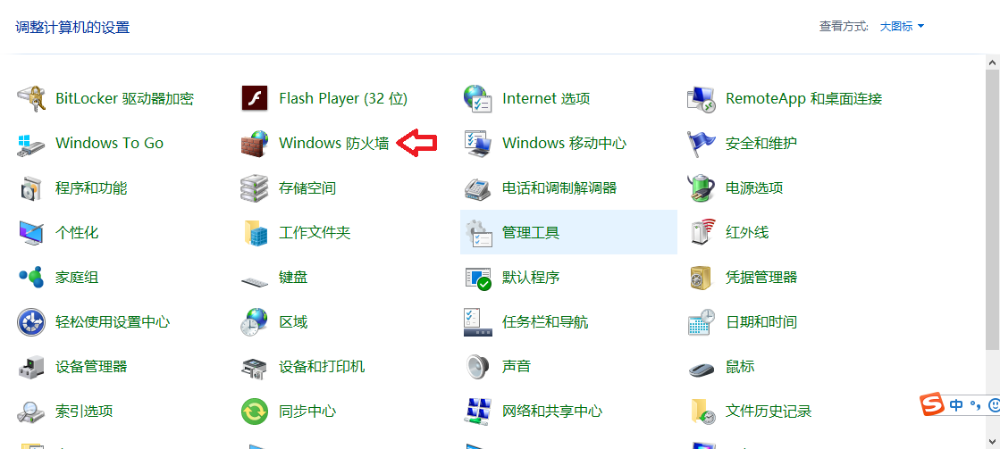 调整计算机的设置
查看方式: 大图标
BitLocker 驱动器加密
Flash Player (32 位)
Internet 选项
RemoteApp 和桌面连接
Windows To Go
Windows 防火墙
Windows 移动中心
安全和维护
程序和功能
存储空间
电话和调制解调器
电源选项
个性化
工作文件夹
管理工具
红外线
家庭组
键盘
默认程序
凭据管理器
轻松使用设置中心
区域
任务栏和导航
日期和时间
设备管理器
设备和打印机
声音
鼠标
索引选项
同步中心
网络和共享中心
文件历史记录
S 中 °,